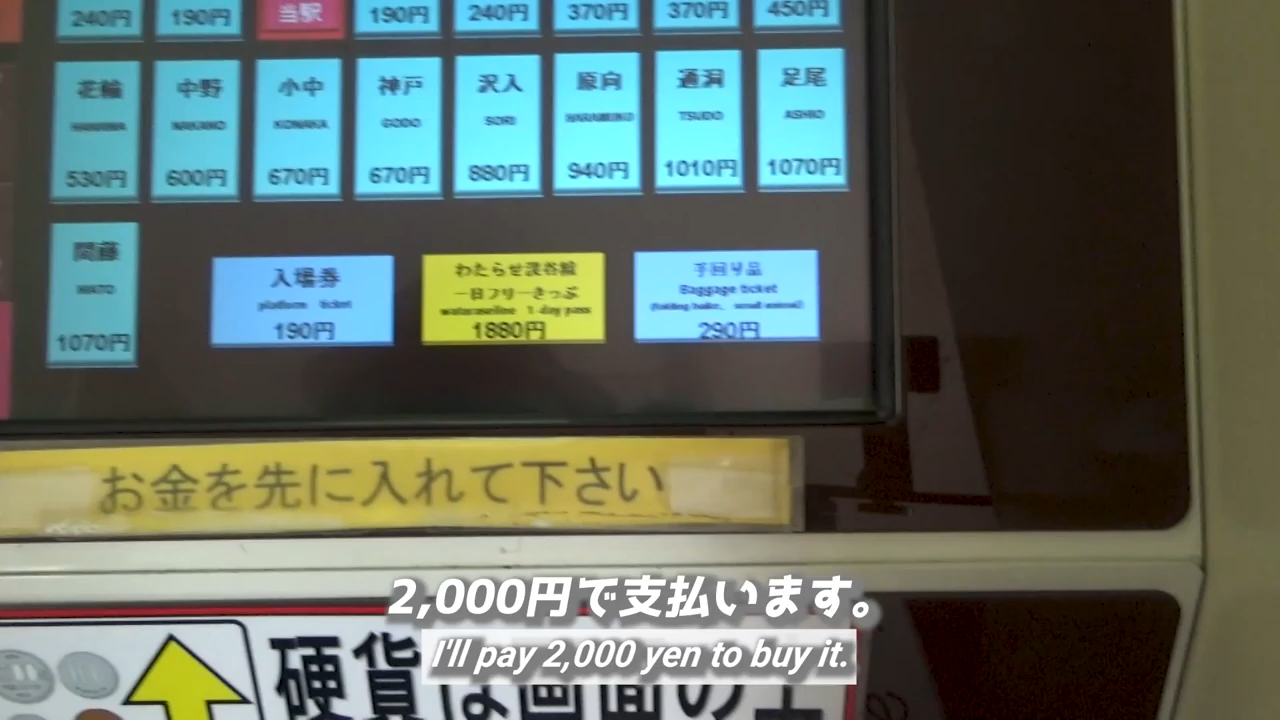 240円 190円 当駅 190円 240円 370円 370円 450円
花輪 中野 小中 神戸 沢入 原向 通洞 足尾
HANAWA NAKANO KONAKA GODO SORI HARAMUKO TSUDO ASHIO
530円 600円 670円 670円 880円 940円 1010円 1070円
間藤
MATO
1070円
入場券
platform ticket
190円
わたらせ渓谷線
一日フリーきっぷ
wataraseline 1-day pass
1880円
手回り品
Baggage ticket
(folding baike, small animal)
290円
お金を先に入れて下さい
2,000円で支払います。
I'll pay 2,000 yen to buy it.
硬貨は画面の上